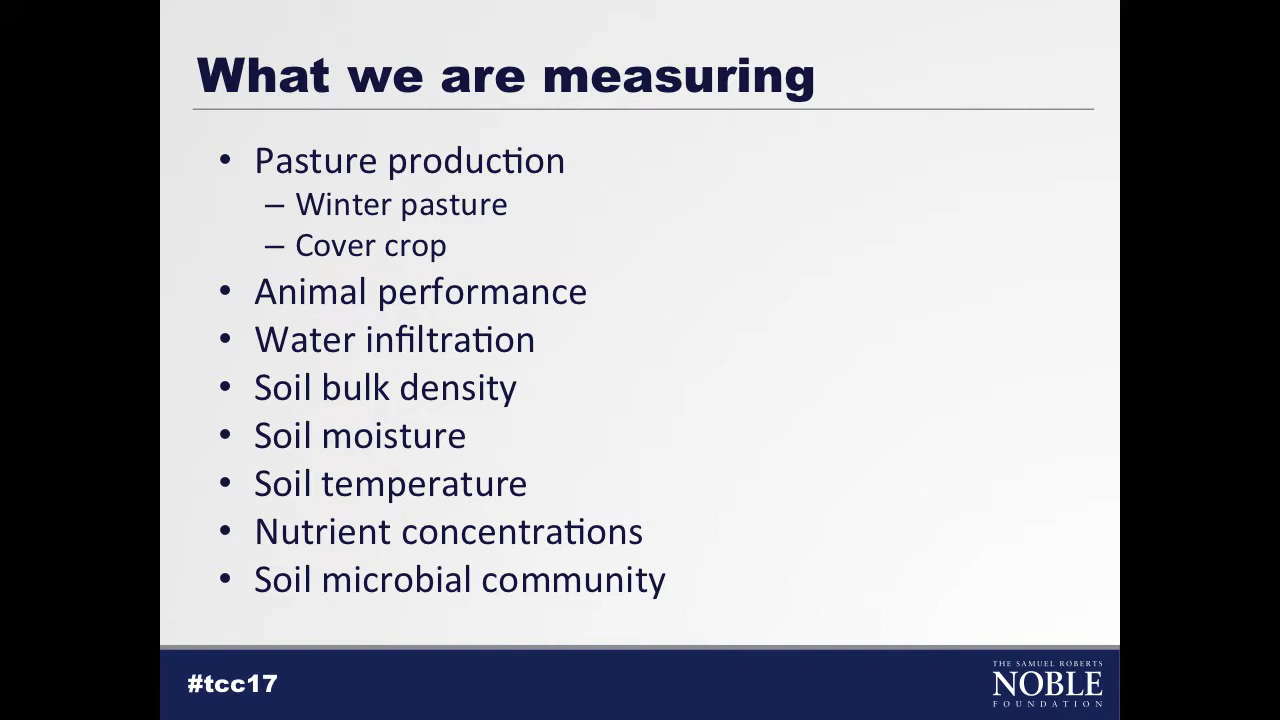 What we are measuring
• Pasture production
– Winter pasture
– Cover crop
• Animal performance
• Water infiltration
• Soil bulk density
• Soil moisture
• Soil temperature
• Nutrient concentrations
• Soil microbial community
#tcc17
THE SAMUEL ROBERTS
NOBLE
FOUNDATION